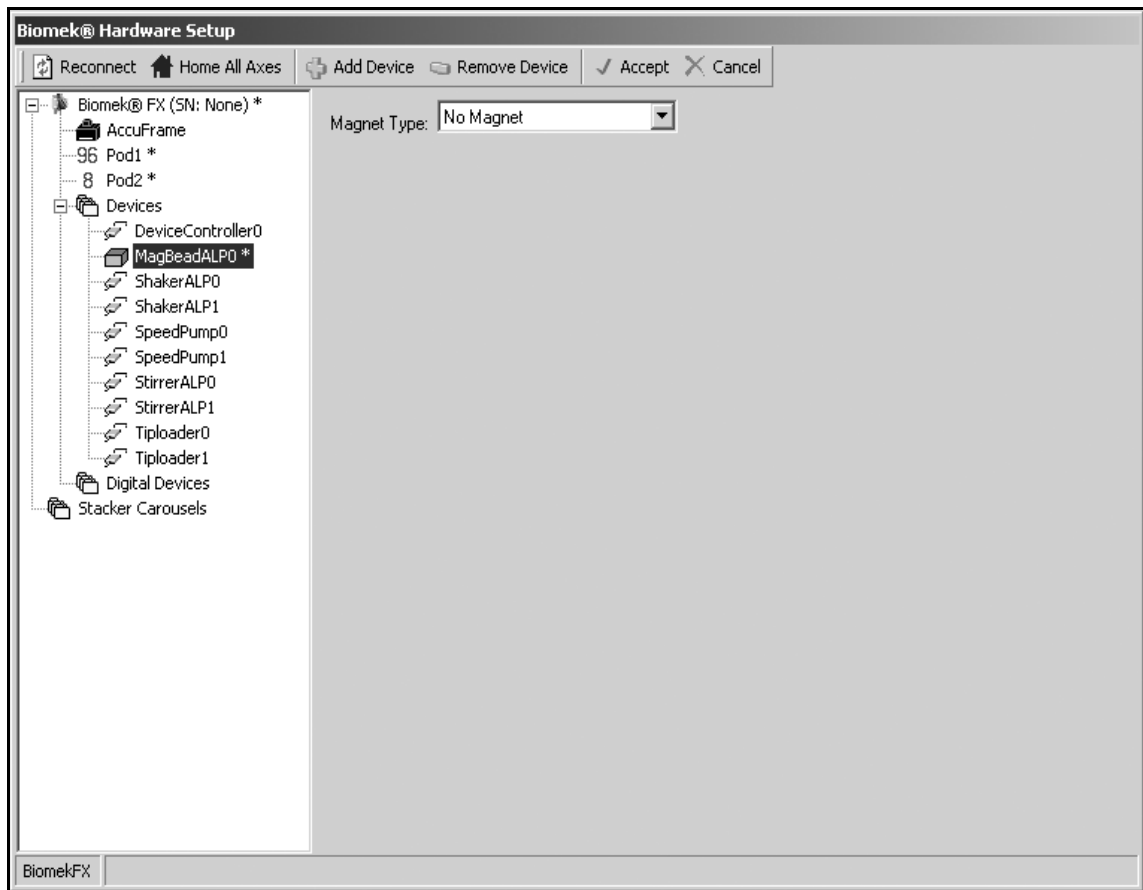 Biomek® Hardware Setup
Reconnect Home All Axes Add Device Remove Device Accept Cancel
Biomek® FX (SN: None) *
AccuFrame
96 Pod1 *
8 Pod2 *
Devices
DeviceController0
MagBeadALP0 *
ShakerALP0
ShakerALP1
SpeedPump0
SpeedPump1
StirrerALP0
StirrerALP1
Tiploader0
Tiploader1
Digital Devices
Stacker Carousels
Magnet Type: No Magnet
BiomekFX